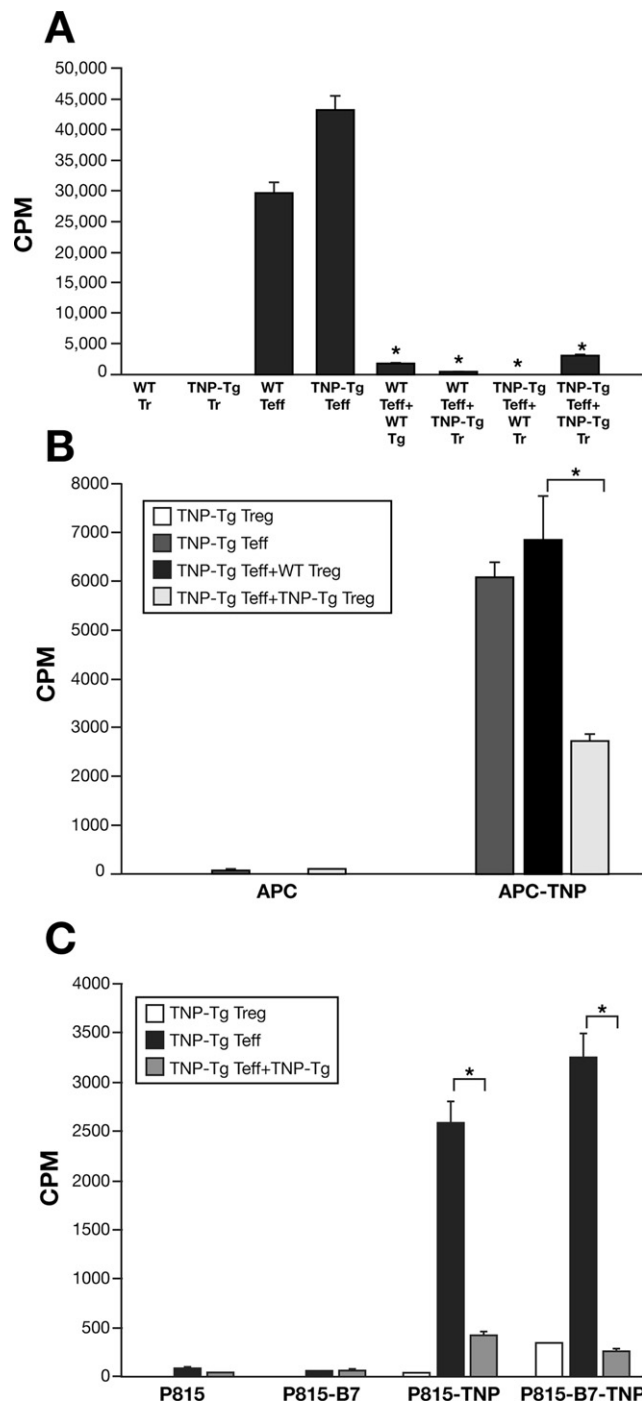 A
50,000
45,000
40,000
35,000
30,000
25,000
20,000
15,000
10,000
5,000
0
CPM
* * * *
WT TNP-Tg WT TNP-Tg WT WT TNP-Tg TNP-Tg
Tr Tr Teff Teff Teff+ Teff+ Teff+ Teff+
WT TNP-Tg WT TNP-Tg
Tg Tr Tr Tr
B
8000
7000
6000
5000
4000
3000
2000
1000
0
CPM
TNP-Tg Treg
TNP-Tg Teff
TNP-Tg Teff+WT Treg
TNP-Tg Teff+TNP-Tg Treg
*
APC APC-TNP
C
4000
3500
3000
2500
2000
1500
1000
500
0
CPM
TNP-Tg Treg
TNP-Tg Teff
TNP-Tg Teff+TNP-Tg
* *
P815 P815-B7 P815-TNP P815-B7-TNP